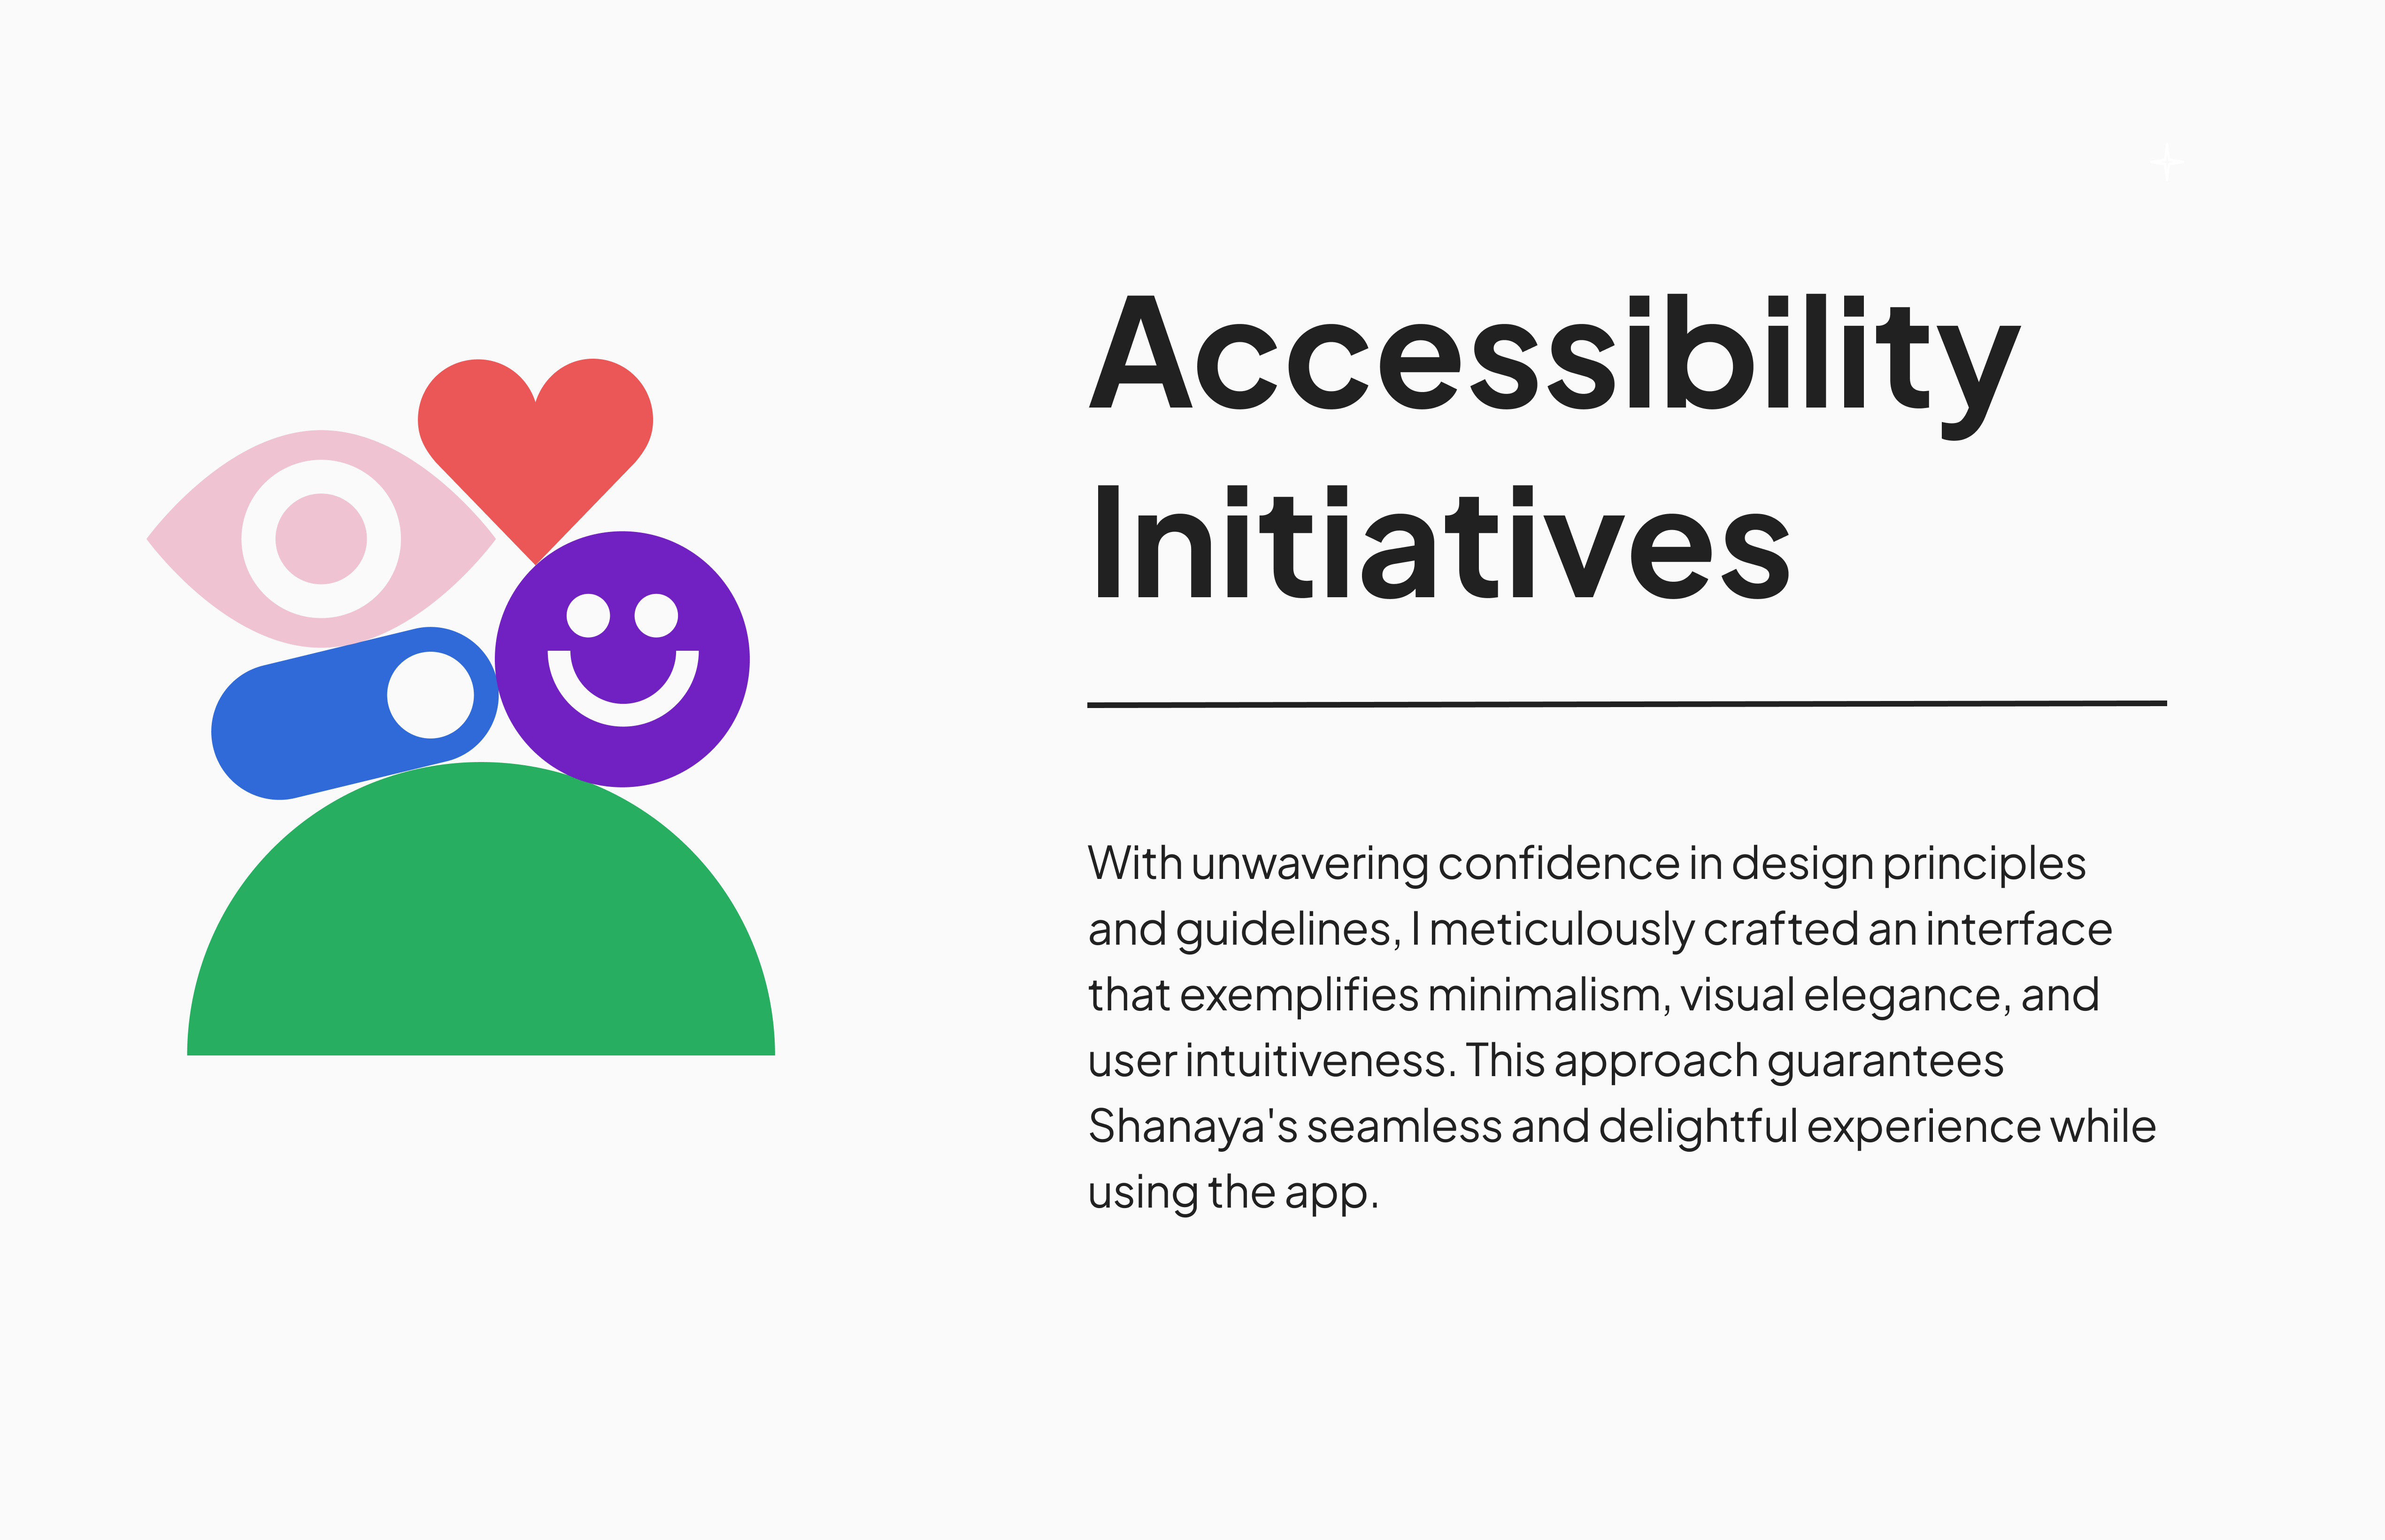 Accessibility
Initiatives
With unwavering confidence in design principles
and guidelines, I meticulously crafted an interface
that exemplifies minimalism, visual elegance, and
user intuitiveness. This approach guarantees
Shanaya's seamless and delightful experience while
using the app.